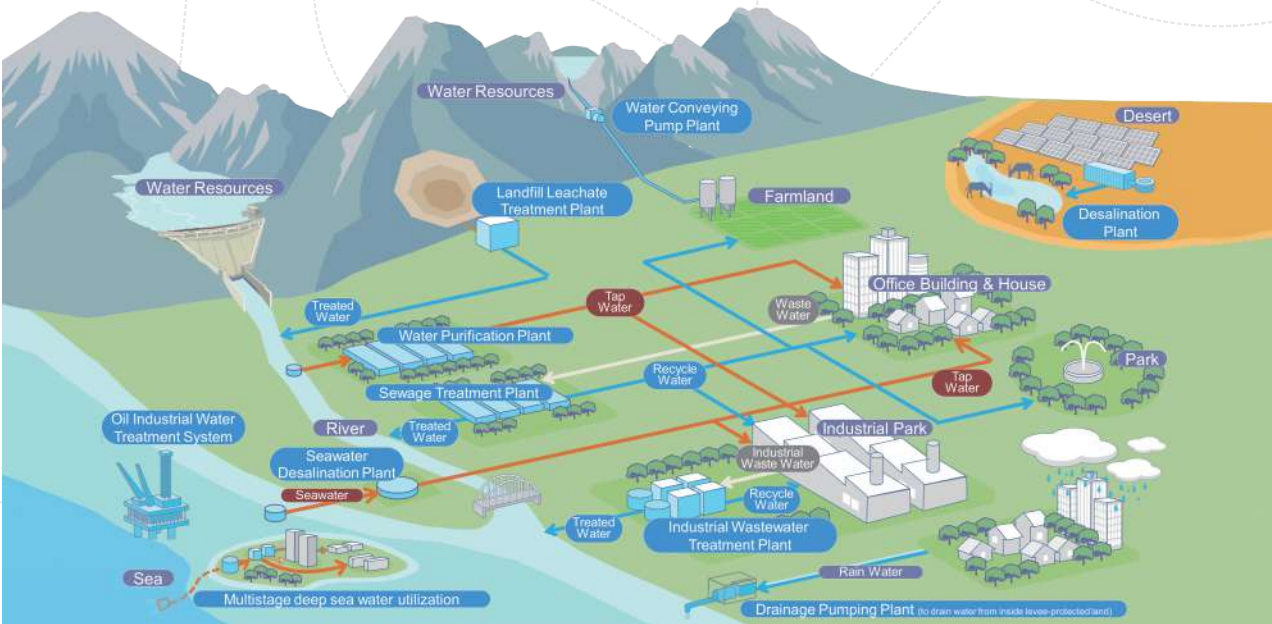 Water Resources
Water Conveying
Pump Plant
Desert
Water Resources
Landfill Leachate
Treatment Plant
Farmland
Desalination
Plant
Office Building & House
Treated
Water
Tap
Water
Waste
Water
Water Purification Plant
Park
Recycle
Water
Tap
Water
Sewage Treatment Plant
Oil Industrial Water
Treatment System
River
Treated
Water
Industrial Park
Seawater
Desalination Plant
Industrial
Waste Water
Seawater
Recycle
Water
Treated
Water
Industrial Wastewater
Treatment Plant
Sea
Rain Water
Multistage deep sea water utilization
Drainage Pumping Plant (to drain water from inside levee-protected land)